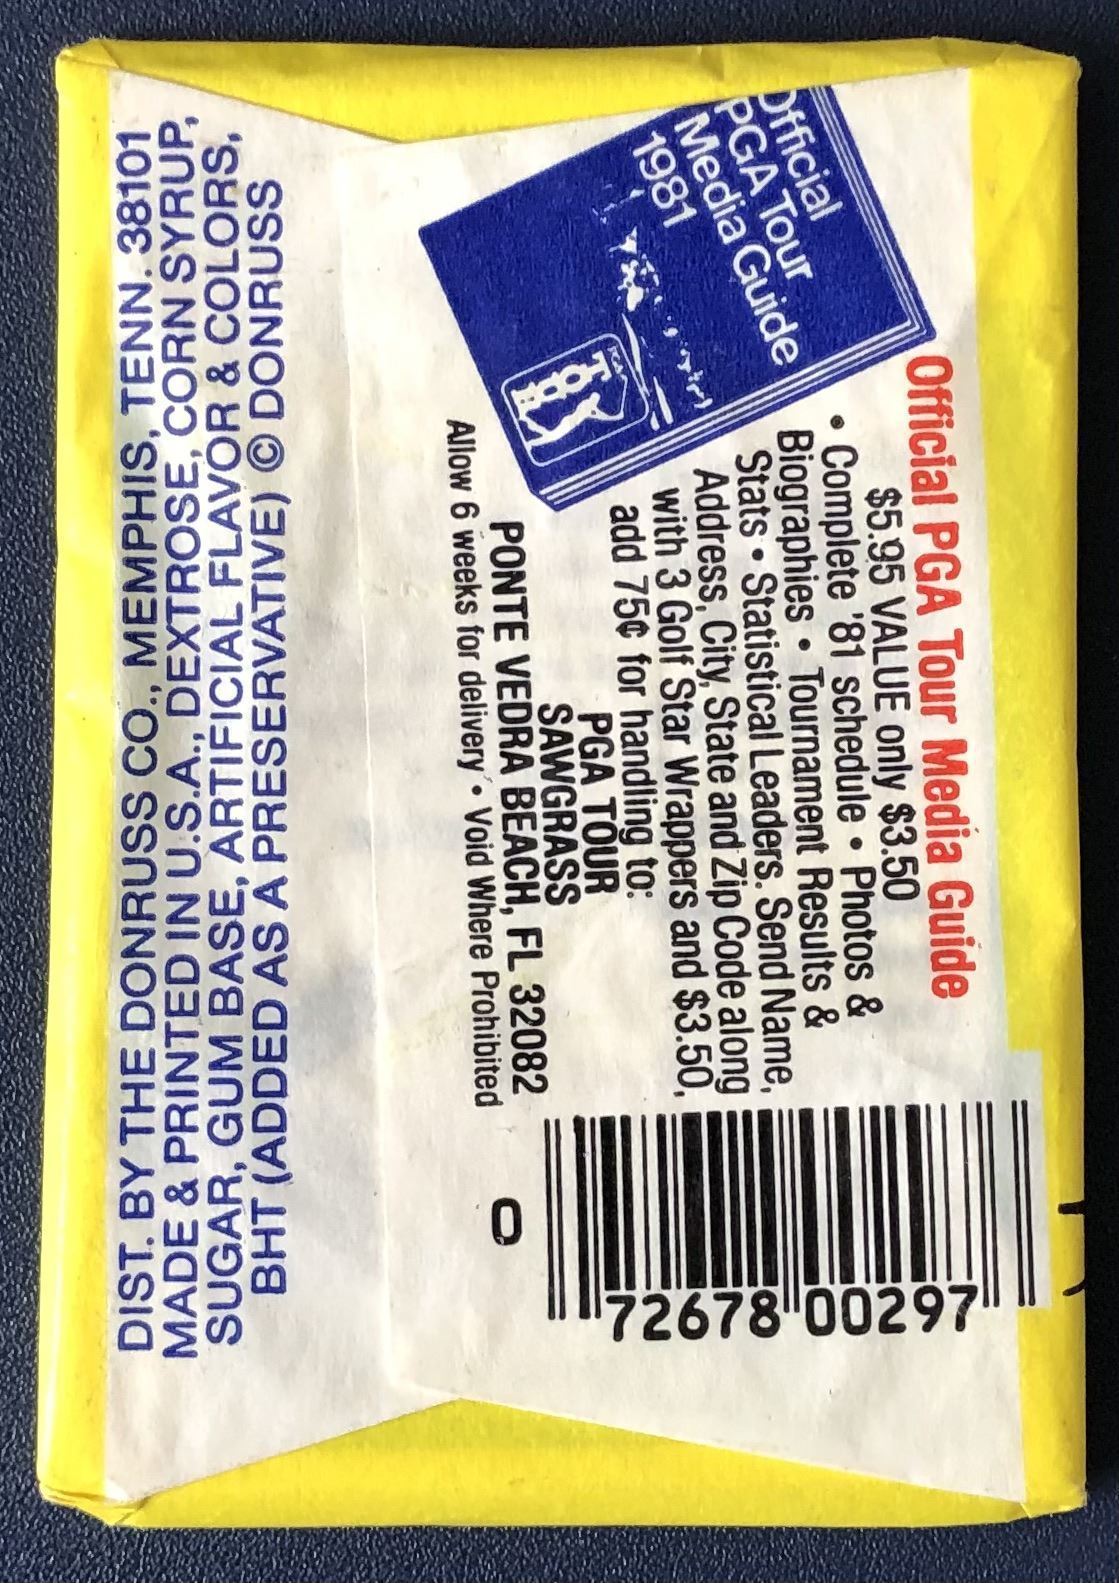 Official PGA Tour Media Guide
$5.95 VALUE only $3.50
• Complete '81 schedule • Photos &
Biographies • Tournament Results &
Stats • Statistical Leaders. Send Name,
Address, City, State and Zip Code along
with 3 Golf Star Wrappers and $3.50,
add 75¢ for handling to:
PGA TOUR
SAWGRASS
PONTE VEDRA BEACH, FL 32082
Allow 6 weeks for delivery • Void Where Prohibited
Official
PGA Tour
Media Guide
1981
PGA
TOUR
0
72678 00297
DIST. BY THE DONRUSS CO., MEMPHIS, TENN. 38101
MADE & PRINTED IN U.S.A., DEXTROSE, CORN SYRUP,
SUGAR, GUM BASE, ARTIFICIAL FLAVOR & COLORS,
BHT (ADDED AS A PRESERVATIVE) © DONRUSS